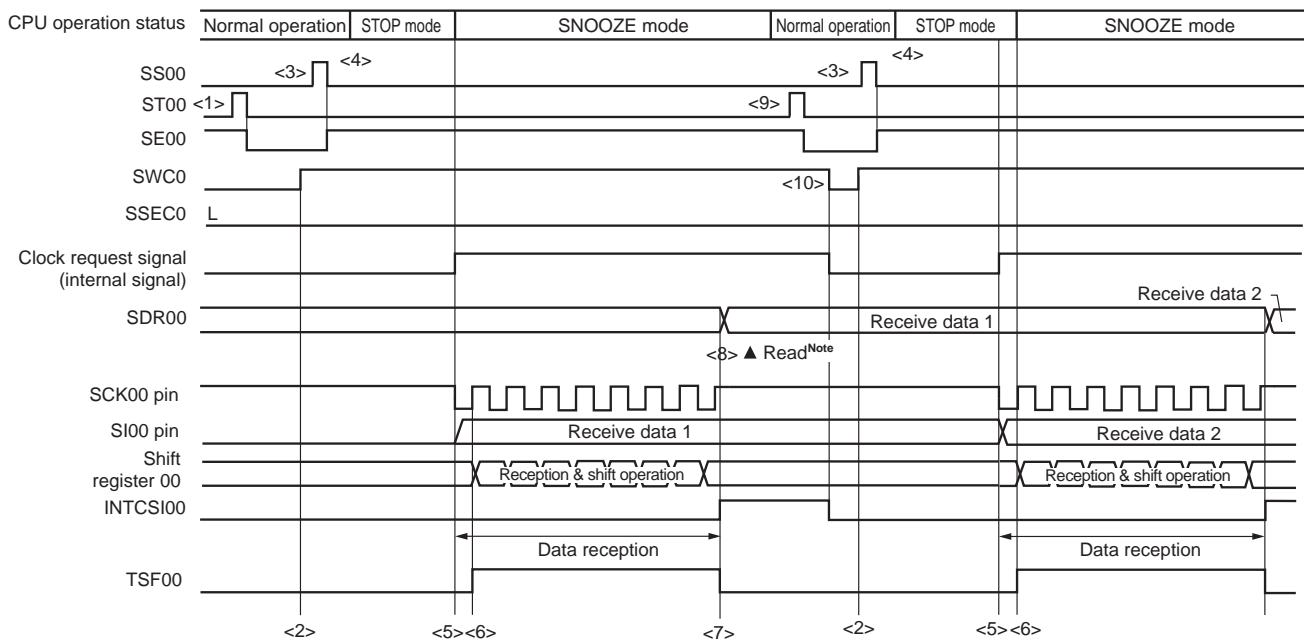 CPU operation status Normal operation STOP mode SNOOZE mode Normal operation STOP mode SNOOZE mode
<4> <4>
SS00 <3> <3>
ST00 <1> <9>
SE00
SWC0 <10>
SSEC0 L
Clock request signal
(internal signal)
Receive data 2
SDR00 Receive data 1
<8> ▲ ReadNote
SCK00 pin
SI00 pin Receive data 1 Receive data 2
Shift
register 00 Reception & shift operation Reception & shift operation
INTCSI00
Data reception Data reception
TSF00
<2> <5><6> <7> <2> <5><6>